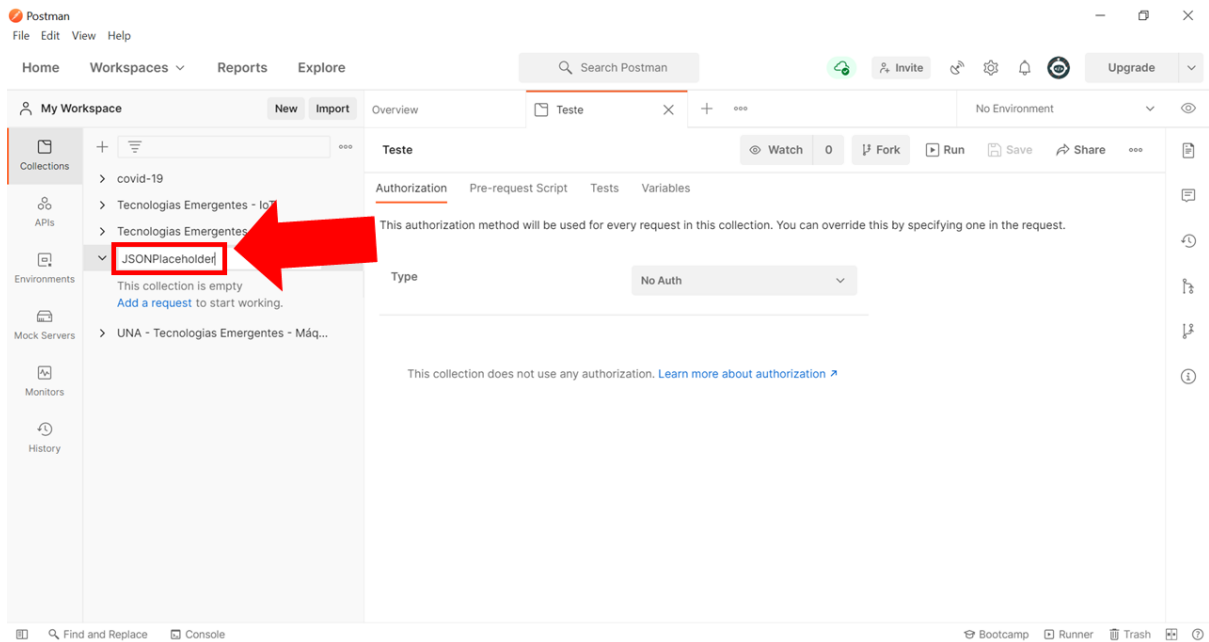 Postman
File Edit View Help
Home Workspaces Reports Explore Search Postman Invite Upgrade
My Workspace New Import Overview Teste No Environment
Collections
APIs
Environments
Mock Servers
Monitors
History
covid-19
Tecnologias Emergentes - IoT
Tecnologias Emergentes
JSONPlaceholder
This collection is empty
Add a request to start working.
UNA - Tecnologias Emergentes - Máq...
Teste Watch 0 Fork Run Save Share
Authorization Pre-request Script Tests Variables
This authorization method will be used for every request in this collection. You can override this by specifying one in the request.
Type No Auth
This collection does not use any authorization. Learn more about authorization ↗
Find and Replace Console Bootcamp Runner Trash